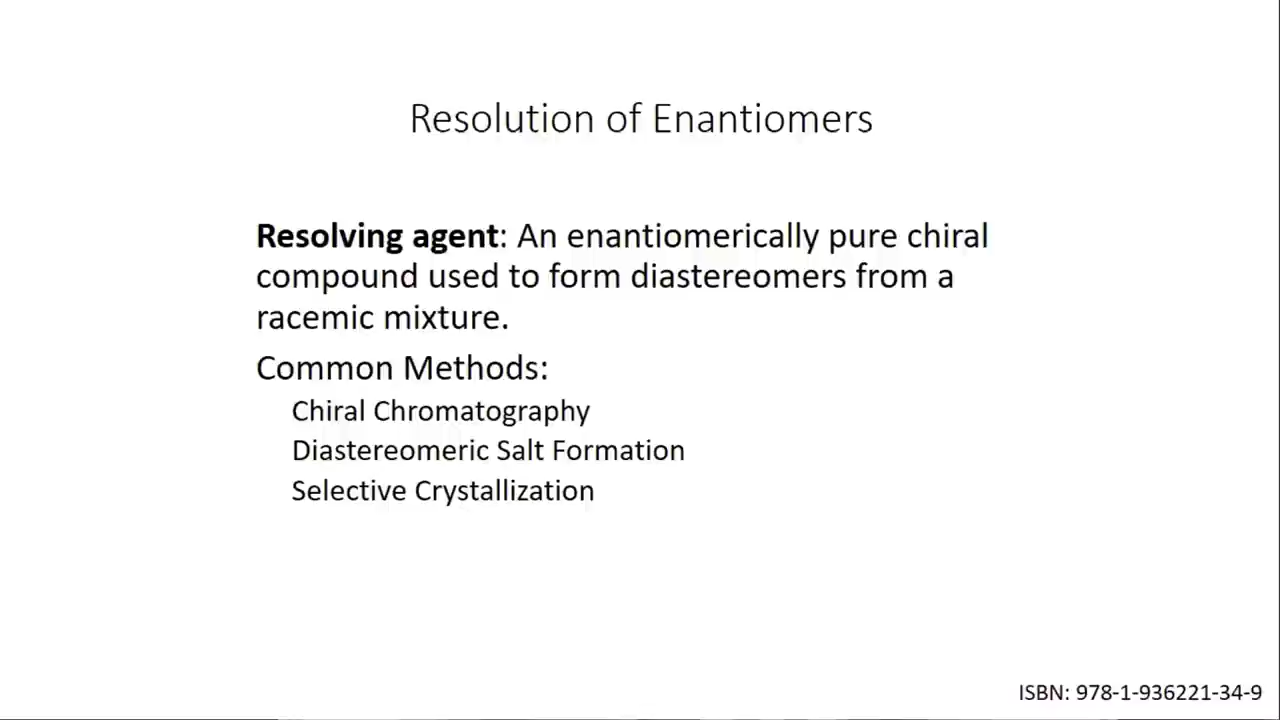 Resolution of Enantiomers
Resolving agent: An enantiomerically pure chiral
compound used to form diastereomers from a
racemic mixture.
Common Methods:
Chiral Chromatography
Diastereomeric Salt Formation
Selective Crystallization
ISBN: 978-1-936221-34-9